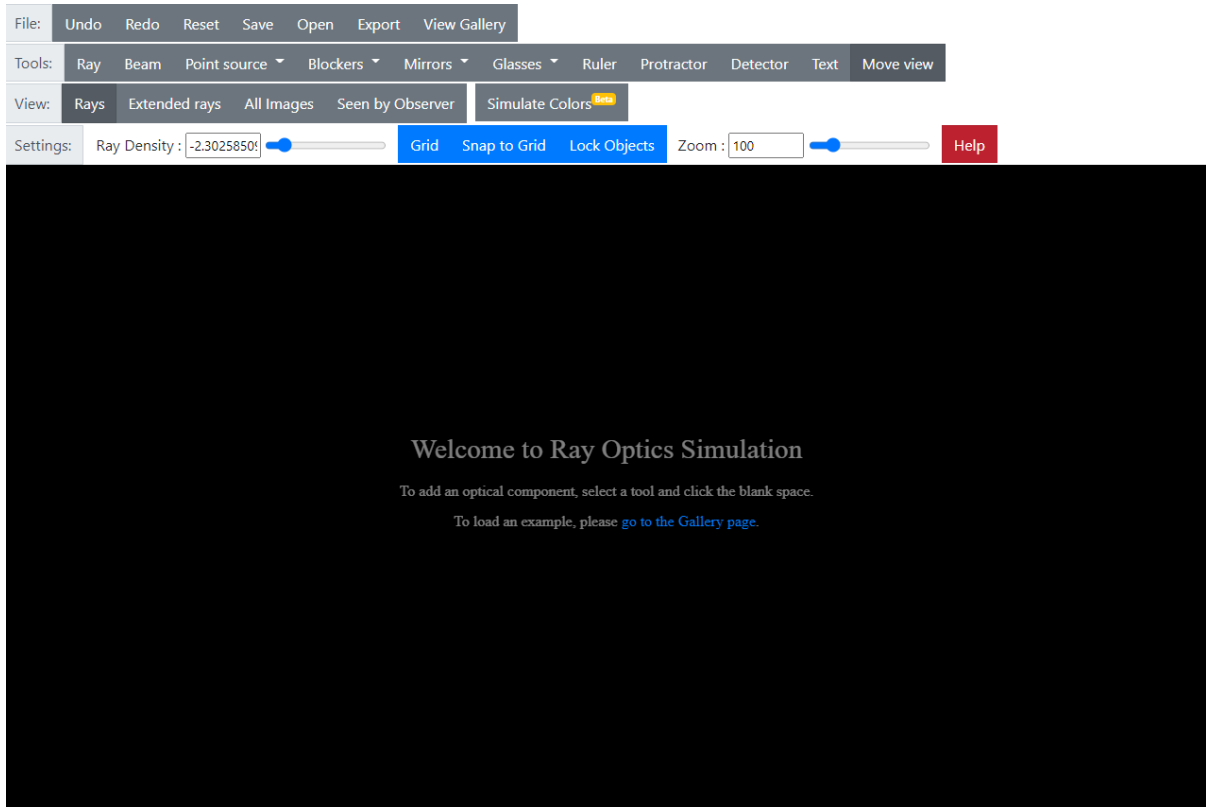 File: Undo Redo Reset Save Open Export View Gallery
Tools: Ray Beam Point source Blockers Mirrors Glasses Ruler Protractor Detector Text Move view
View: Rays Extended rays All Images Seen by Observer Simulate Colors Beta
Settings: Ray Density : -2.30258509 Grid Snap to Grid Lock Objects Zoom : 100 Help
Welcome to Ray Optics Simulation
To add an optical component, select a tool and click the blank space.
To load an example, please go to the Gallery page.